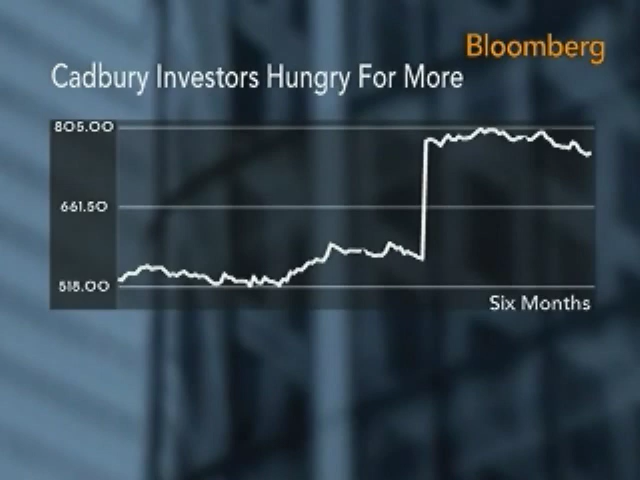 Bloomberg
Cadbury Investors Hungry For More
805.00
661.50
518.00
Six Months